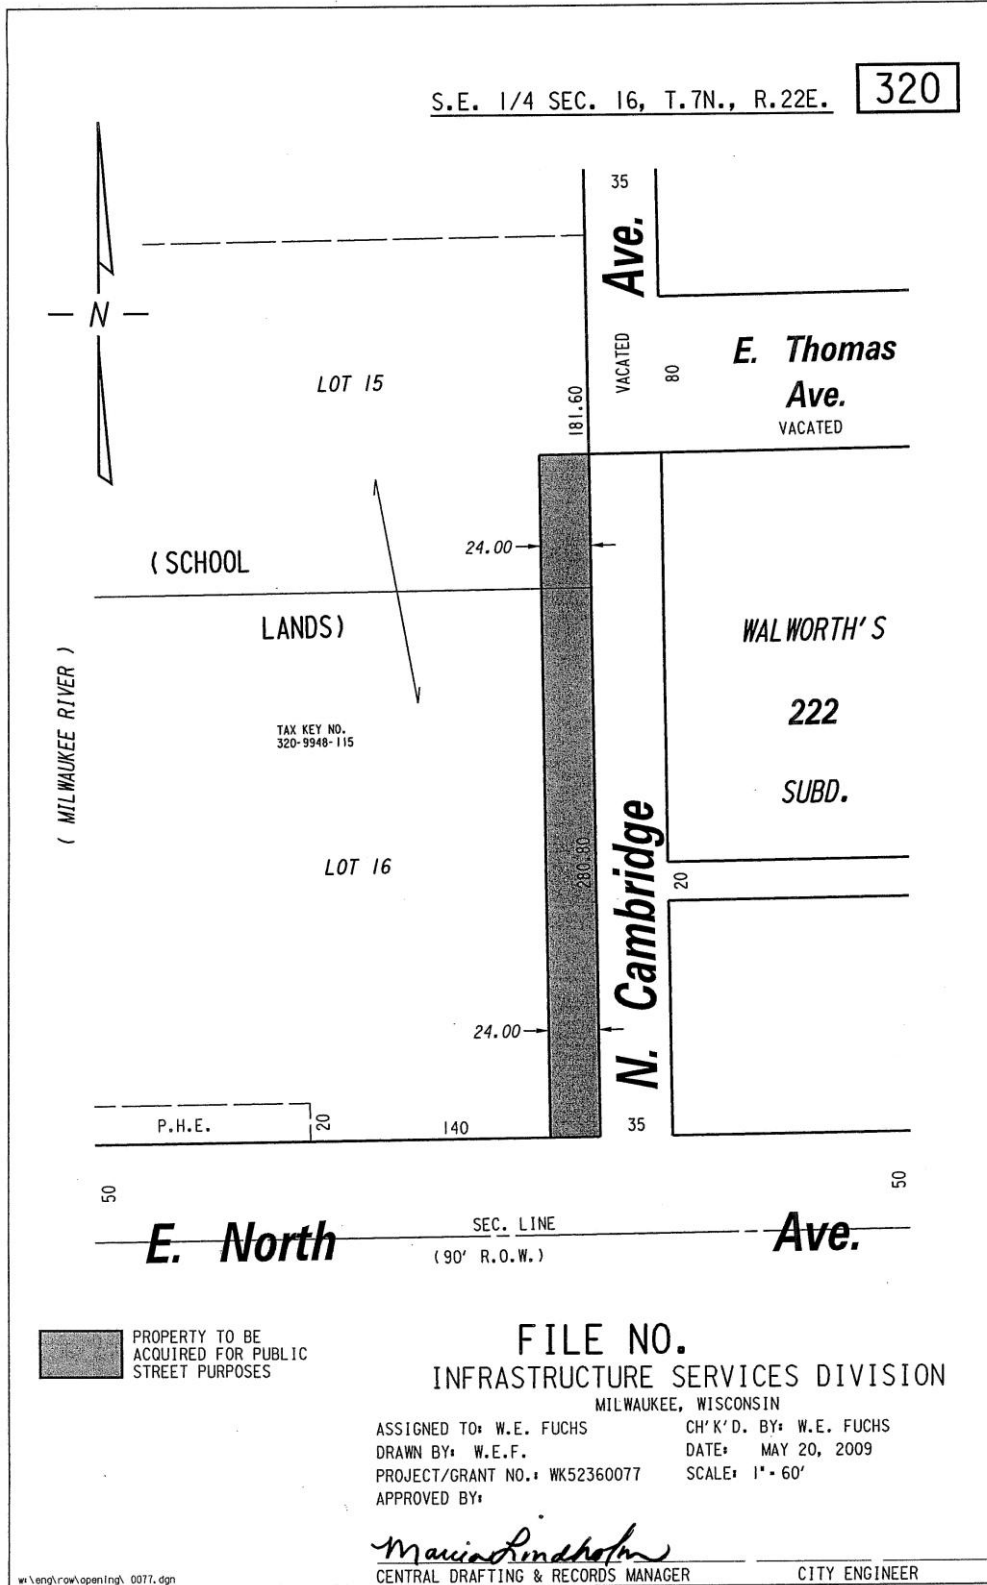 S.E. 1/4 SEC. 16, T.7N., R.22E.
320
35
Ave.
N
VACATED
80
E. Thomas
Ave.
VACATED
LOT 15
181.60
24.00
(SCHOOL
LANDS)
WALWORTH'S
222
SUBD.
(MILWAUKEE RIVER)
TAX KEY NO.
320-9948-115
LOT 16
280.80
N. Cambridge
20
24.00
P.H.E.
20
140
35
50
50
E. North Ave.
SEC. LINE
(90' R.O.W.)
PROPERTY TO BE
ACQUIRED FOR PUBLIC
STREET PURPOSES
FILE NO.
INFRASTRUCTURE SERVICES DIVISION
MILWAUKEE, WISCONSIN
ASSIGNED TO: W.E. FUCHS
CH'K'D. BY: W.E. FUCHS
DRAWN BY: W.E.F.
DATE: MAY 20, 2009
PROJECT/GRANT NO.: WK52360077
SCALE: 1"=60'
APPROVED BY:
Marcia Lindholm
CENTRAL DRAFTING & RECORDS MANAGER
CITY ENGINEER
w:\eng\row\opening\ 0077.dgn